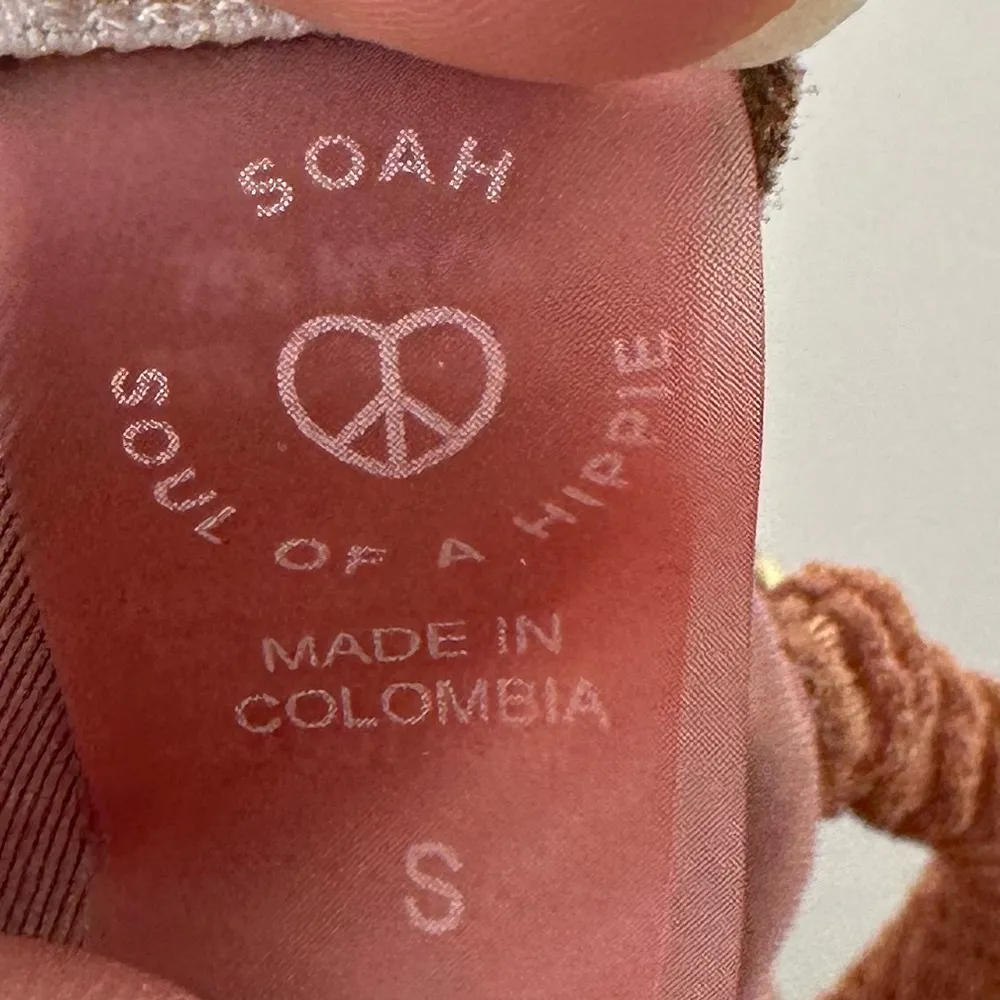 SOAH
SOUL OF A HIPPIE
MADE IN
COLOMBIA
S